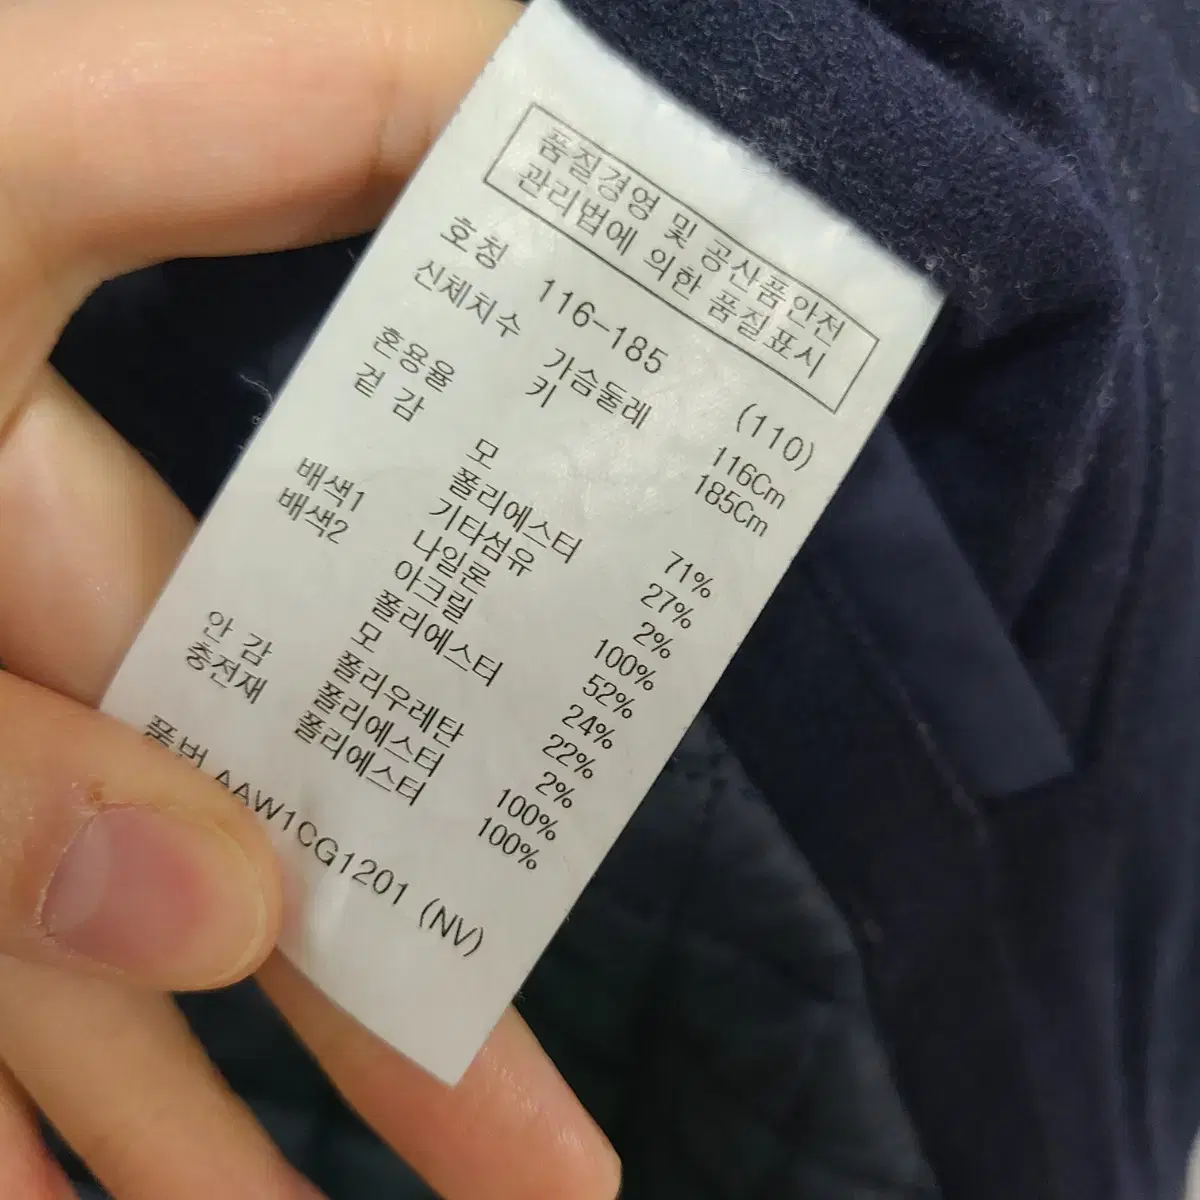 품질경영 및 공산품안전
관리법에 의한 품질표시
호칭 116-185 (110)
신체치수 가슴둘레 116Cm
키 185Cm
혼용율
겉 감 모 71%
폴리에스터 27%
기타섬유 2%
배색1 나일론 100%
배색2 아크릴 52%
폴리에스터 24%
모 22%
폴리우레탄 2%
안 감 폴리에스터 100%
충전재 폴리에스터 100%
품번 AAW1CG1201 (NV)